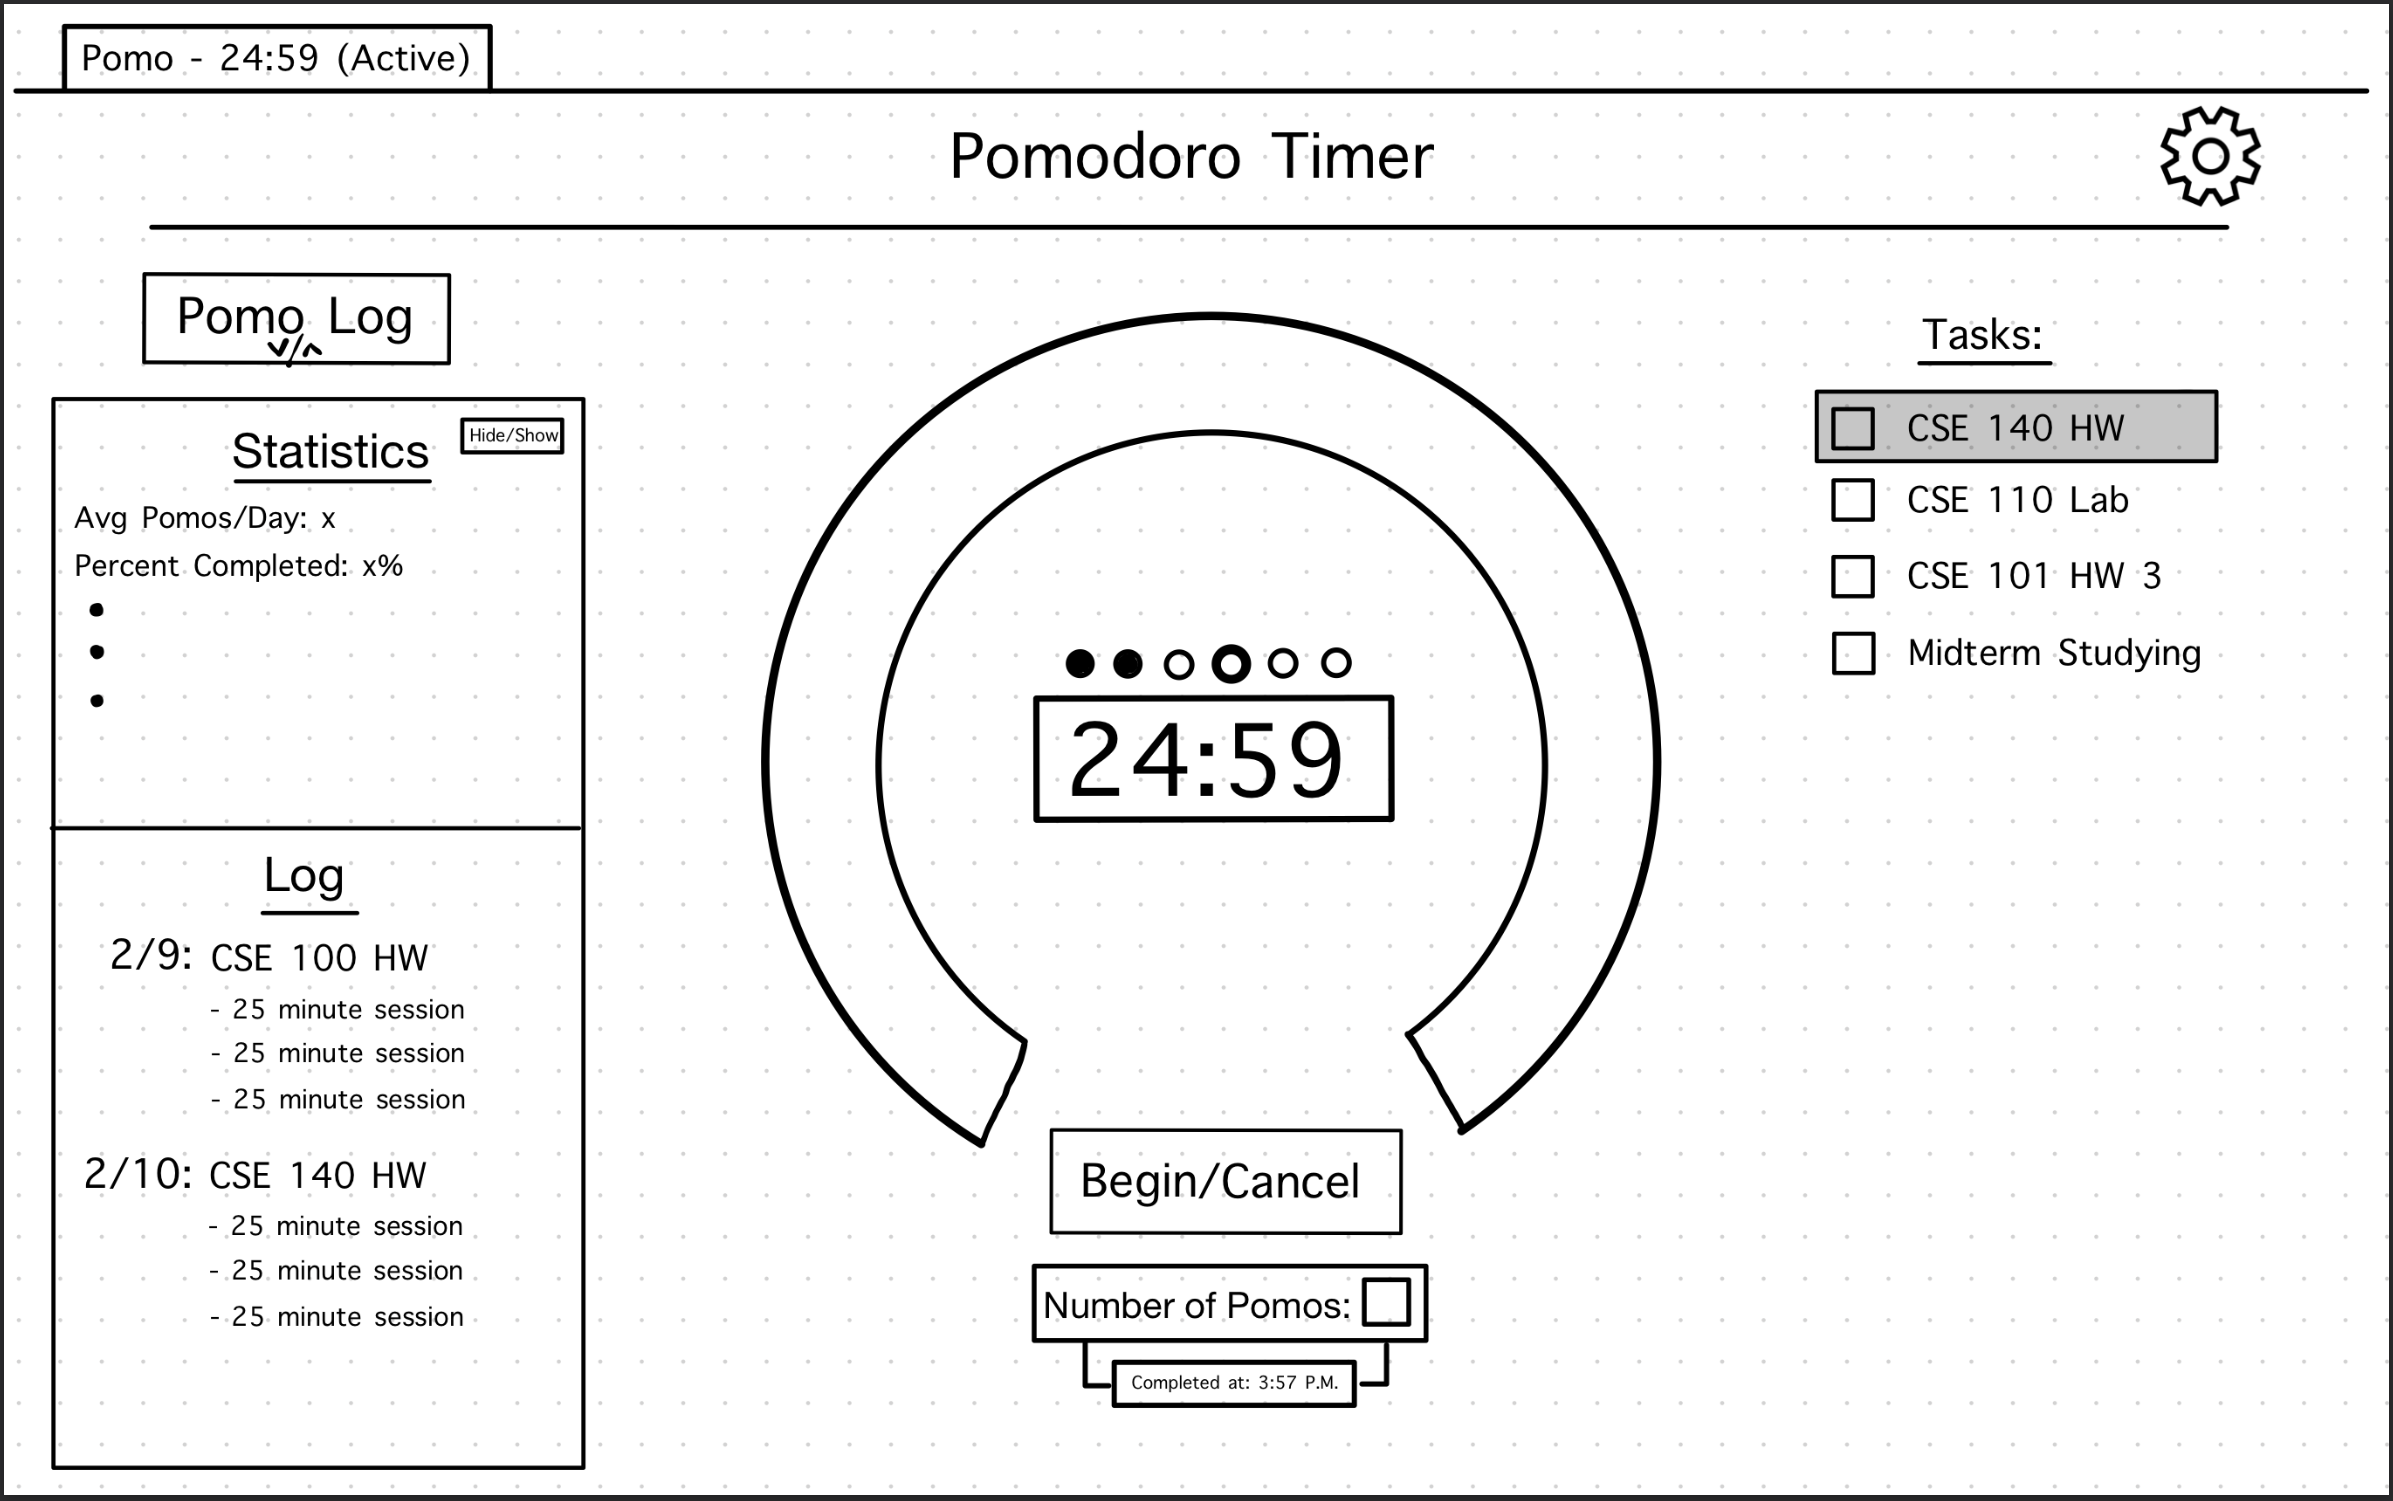 Pomo - 24:59 (Active)
Pomodoro Timer
Pomo Log
Statistics
Hide/Show
Avg Pomos/Day: x
Percent Completed: x%
Log
2/9: CSE 100 HW
- 25 minute session
- 25 minute session
- 25 minute session
2/10: CSE 140 HW
- 25 minute session
- 25 minute session
- 25 minute session
24:59
Begin/Cancel
Number of Pomos:
Completed at: 3:57 P.M.
Tasks:
CSE 140 HW
CSE 110 Lab
CSE 101 HW 3
Midterm Studying